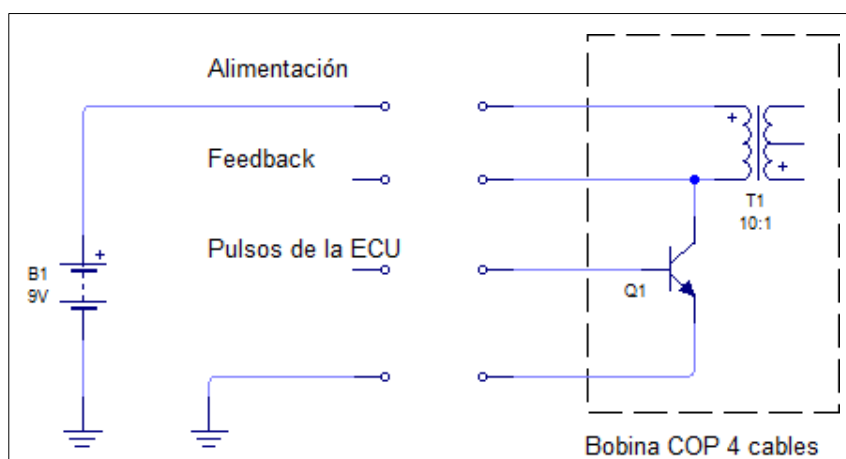 Alimentación
+
+
T1
10:1
Feedback
Pulsos de la ECU
+
B1
9V
Q1
Bobina COP 4 cables